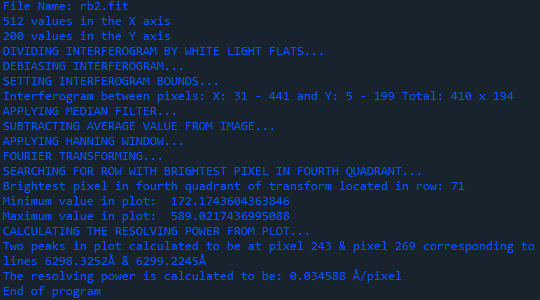 File Name: rb2.fit
512 values in the X axis
200 values in the Y axis
DIVIDING INTERFEROGRAM BY WHITE LIGHT FLATS...
DEBIASING INTERFEROGRAM...
SETTING INTERFEROGRAM BOUNDS...
Interferogram between pixels: X: 31 - 441 and Y: 5 - 199 Total: 410 x 194
APPLYING MEDIAN FILTER...
SUBTRACTING AVERAGE VALUE FROM IMAGE...
APPLYING HANNING WINDOW...
FOURIER TRANSFORMING...
SEARCHING FOR ROW WITH BRIGHTEST PIXEL IN FOURTH QUADRANT...
Brightest pixel in fourth quadrant of transform located in row: 71
Minimum value in plot:  172.1743604363846
Maximum value in plot:  589.0217436995088
CALCULATING THE RESOLVING POWER FROM PLOT...
Two peaks in plot calculated to be at pixel 243 & pixel 269 corresponding to
lines 6298.3252Å & 6299.2245Å
The resolving power is calculated to be: 0.034588 Å/pixel
End of program